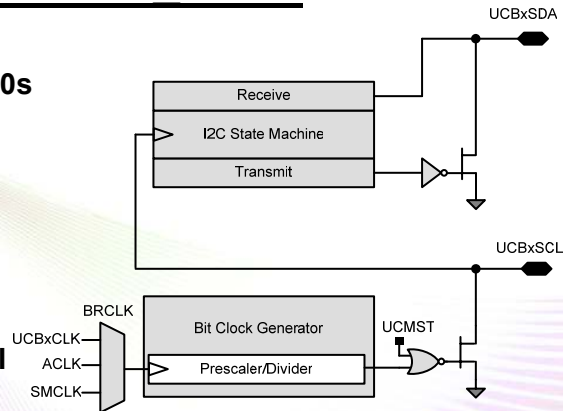 UCBxSDA
0s
Receive
I2C State Machine
Transmit
UCBxSCL
BRCLK
Bit Clock Generator
UCMST
UCBxCLK
ACLK
Prescaler/Divider
SMCLK